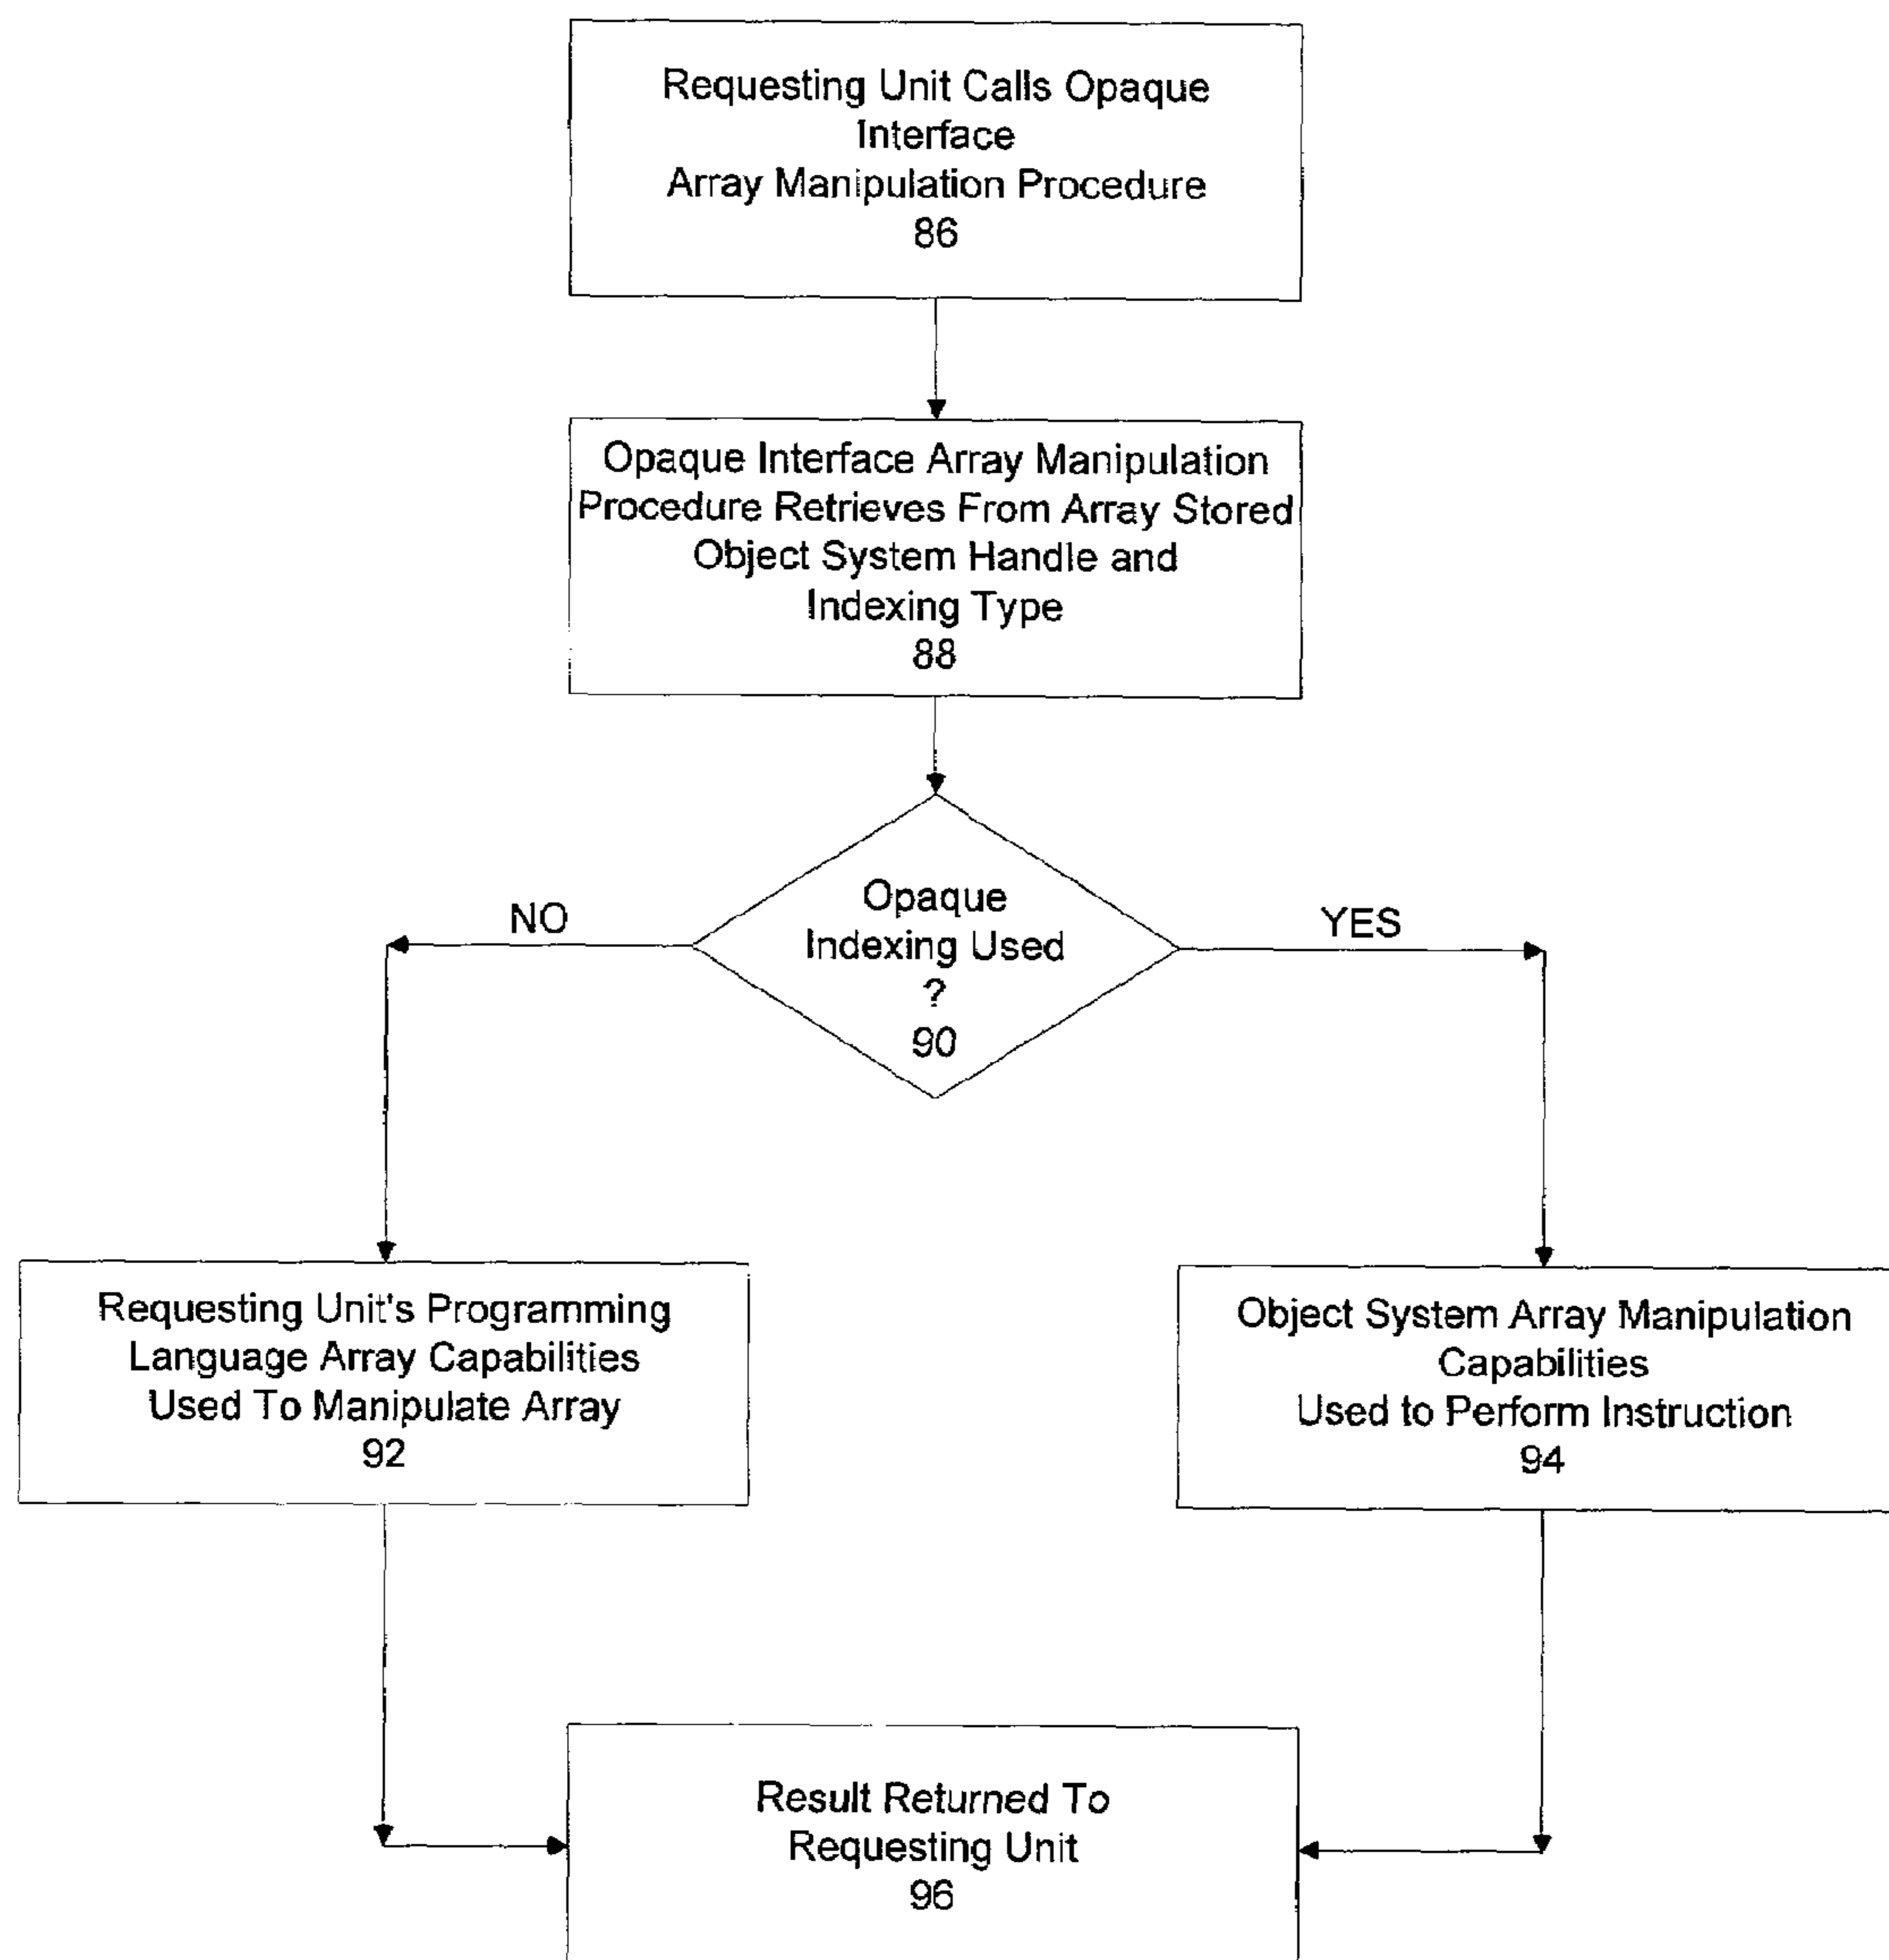 Requesting Unit Calls Opaque
Interface
Array Manipulation Procedure
86
Opaque Interface Array Manipulation
Procedure Retrieves From Array Stored
Object System Handle and
Indexing Type
88
Opaque
Indexing Used
?
90
NO
YES
Requesting Unit's Programming
Language Array Capabilities
Used To Manipulate Array
92
Object System Array Manipulation
Capabilities
Used to Perform Instruction
94
Result Returned To
Requesting Unit
96